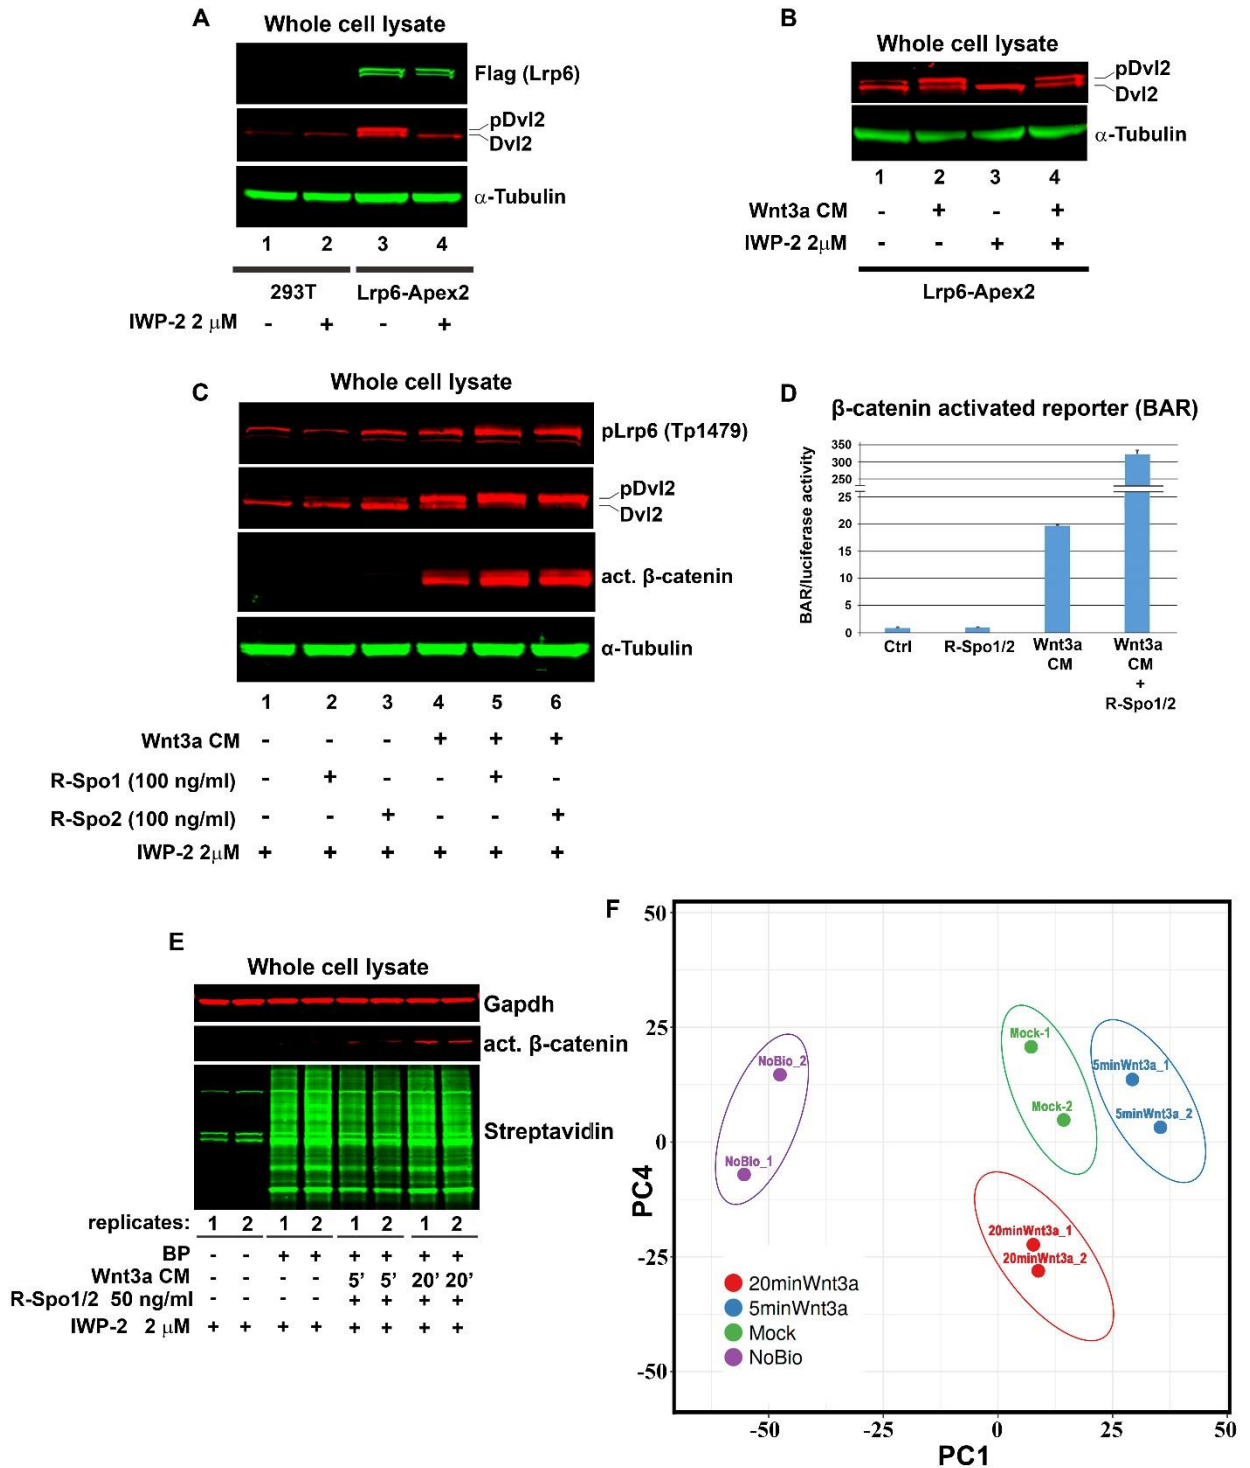 A
Whole cell lysate
Flag (Lrp6)
pDvl2
Dvl2
α-Tubulin
1 2 3 4
293T Lrp6-Apex2
IWP-2 2 μM - + - +
B
Whole cell lysate
pDvl2
Dvl2
α-Tubulin
1 2 3 4
Wnt3a CM - + - +
IWP-2 2μM - - + +
Lrp6-Apex2
C
Whole cell lysate
pLrp6 (Tp1479)
pDvl2
Dvl2
act. β-catenin
α-Tubulin
1 2 3 4 5 6
Wnt3a CM - - - + + +
R-Spo1 (100 ng/ml) - + - - + -
R-Spo2 (100 ng/ml) - - + - - +
IWP-2 2μM + + + + + +
D
β-catenin activated reporter (BAR)
BAR/luciferase activity
350
300
250
25
20
15
10
5
0
Ctrl R-Spo1/2 Wnt3a CM Wnt3a CM + R-Spo1/2
E
Whole cell lysate
Gapdh
act. β-catenin
Streptavidin
replicates: 1 2 1 2 1 2 1 2
BP - - + + + + + +
Wnt3a CM - - - - 5' 5' 20' 20'
R-Spo1/2 50 ng/ml - - - - + + + +
IWP-2 2 μM + + + + + + + +
F
50
25
0
-25
-50
PC4
NoBio_2
NoBio_1
Mock-1
Mock-2
5minWnt3a_1
5minWnt3a_2
20minWnt3a_1
20minWnt3a_2
20minWnt3a
5minWnt3a
Mock
NoBio
-50 -25 0 25 50
PC1